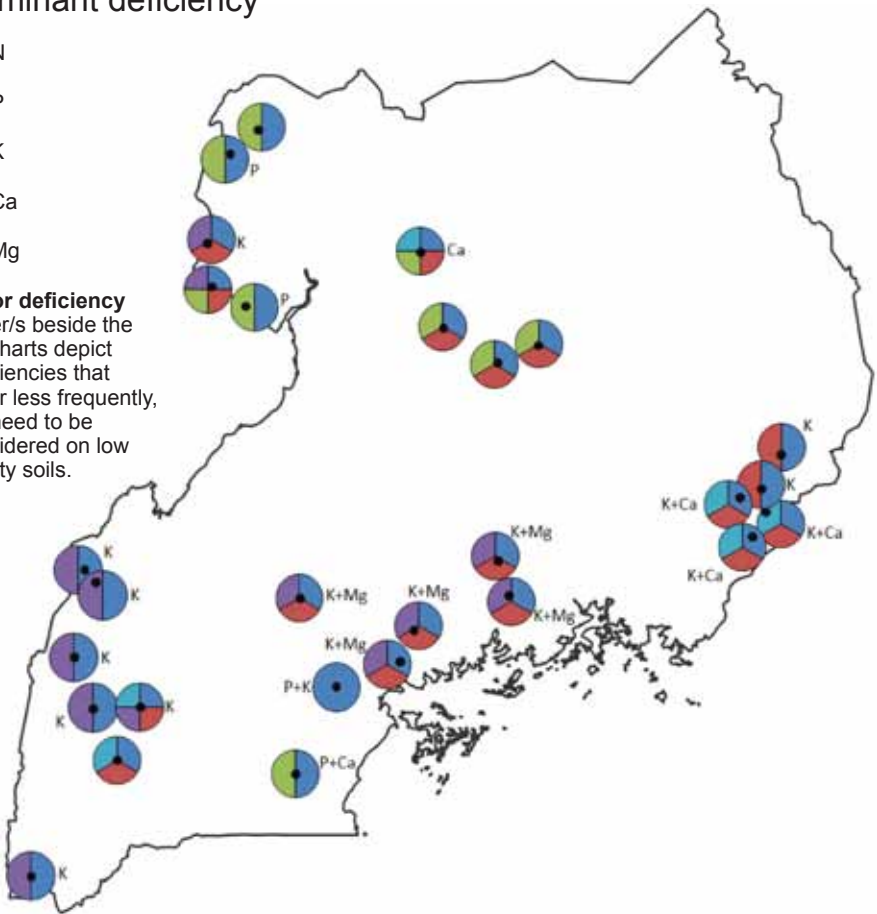 minant deficiency
N
P
K
Ca
Mg
or deficiency
er/s beside the
harts depict
iencies that
r less frequently,
need to be
idered on low
ty soils.
P
K
Ca
P
K
K
K+Ca
K+Ca
K+Ca
K+Mg
K
K
K+Mg
K+Mg
K+Mg
K+Mg
K
P+K
K
K
P+Ca
K